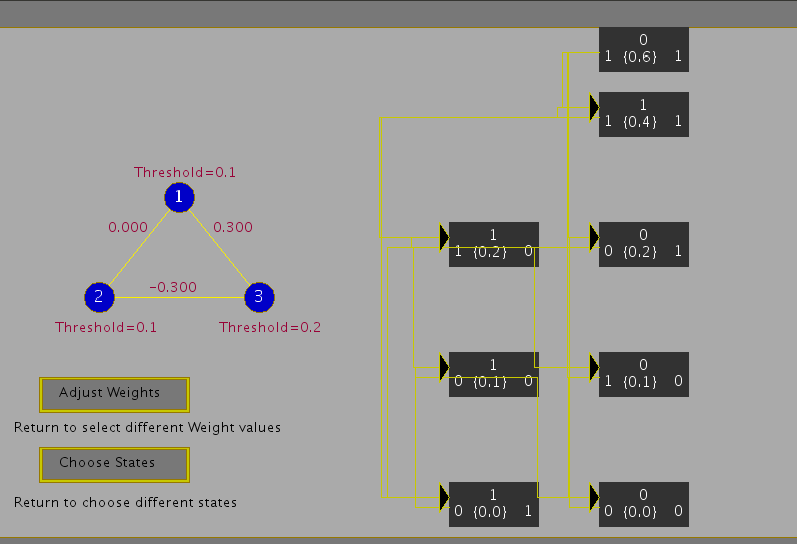 0
1 {0.6} 1
1
1 {0.4} 1
Threshold=0.1
1
0.000 0.300
2 -0.300 3
Threshold=0.1 Threshold=0.2
1
1 {0.2} 0
0
0 {0.2} 1
1
0 {0.1} 0
0
1 {0.1} 0
Adjust Weights
Return to select different Weight values
Choose States
Return to choose different states
1
0 {0.0} 1
0
0 {0.0} 0